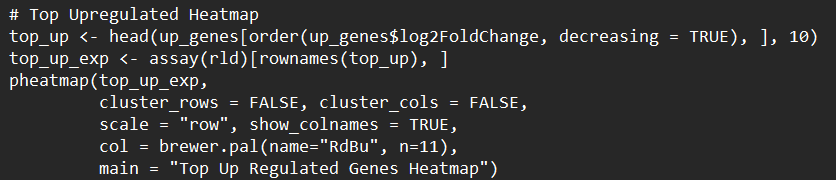 # Top Upregulated Heatmap
top_up <- head(up_genes[order(up_genes$log2FoldChange, decreasing = TRUE), ], 10)
top_up_exp <- assay(rld)[rownames(top_up), ]
pheatmap(top_up_exp,
         cluster_rows = FALSE, cluster_cols = FALSE,
         scale = "row", show_colnames = TRUE,
         col = brewer.pal(name="RdBu", n=11),
         main = "Top Up Regulated Genes Heatmap")